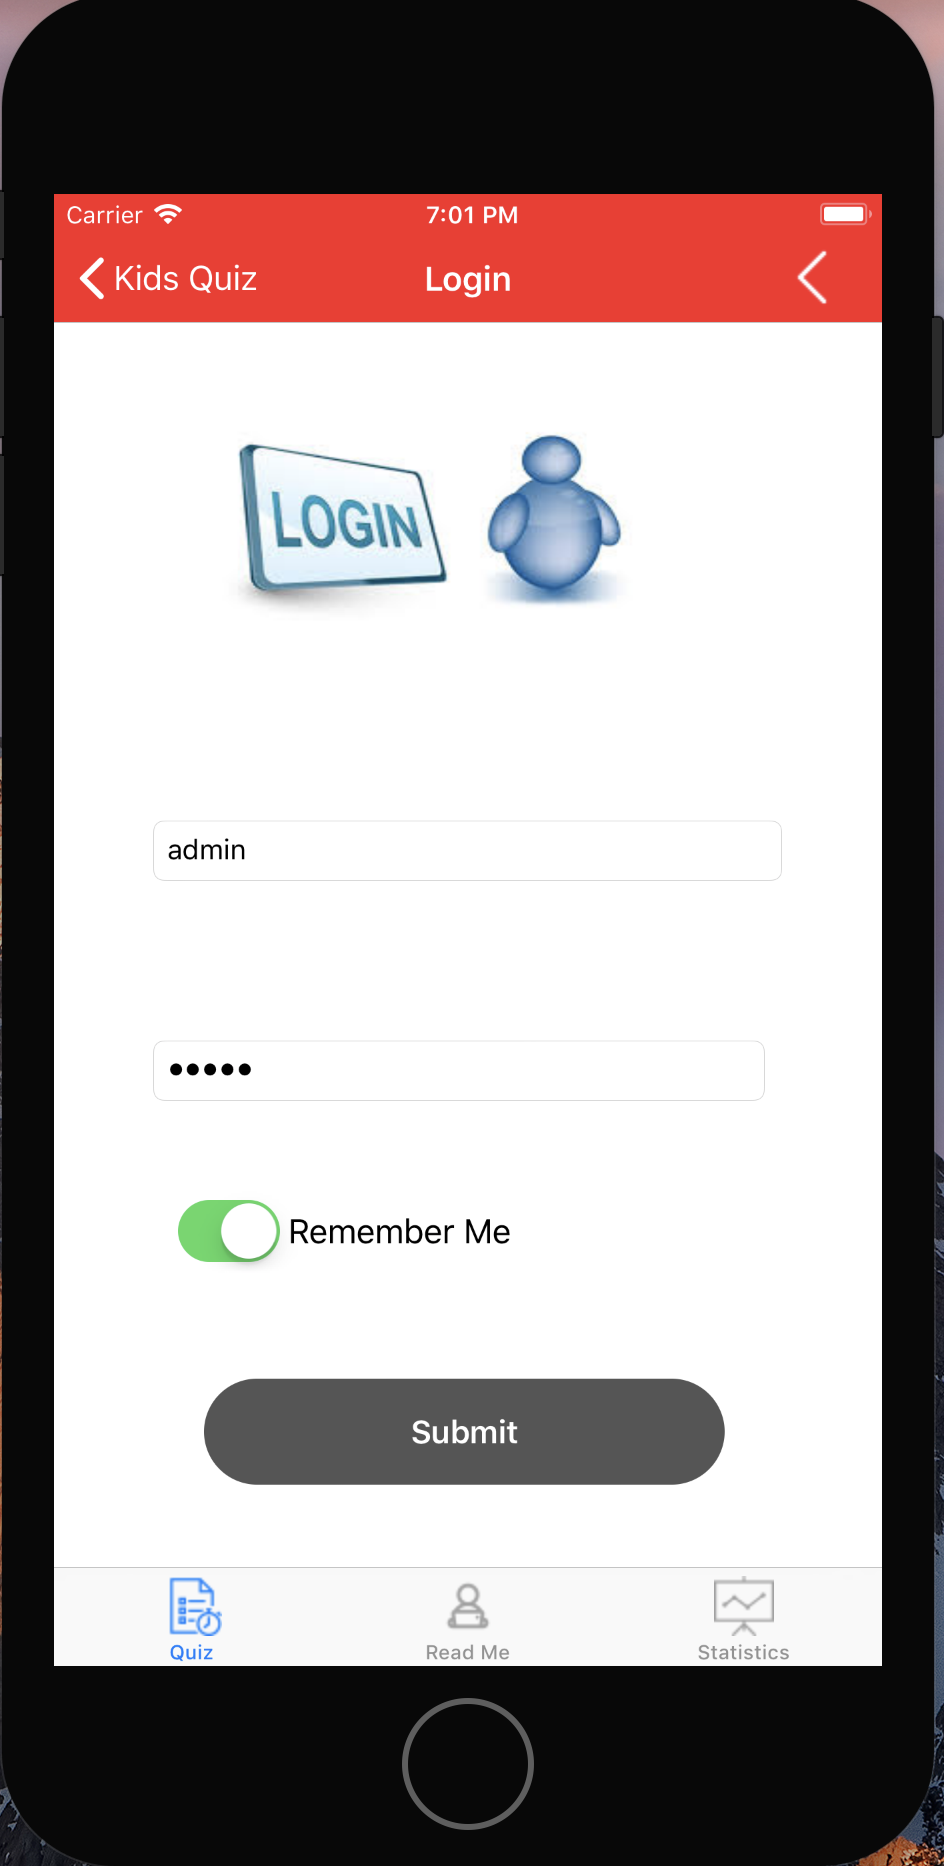 Carrier 7:01 PM
Kids Quiz Login
LOGIN
admin
•••••
Remember Me
Submit
Quiz Read Me Statistics